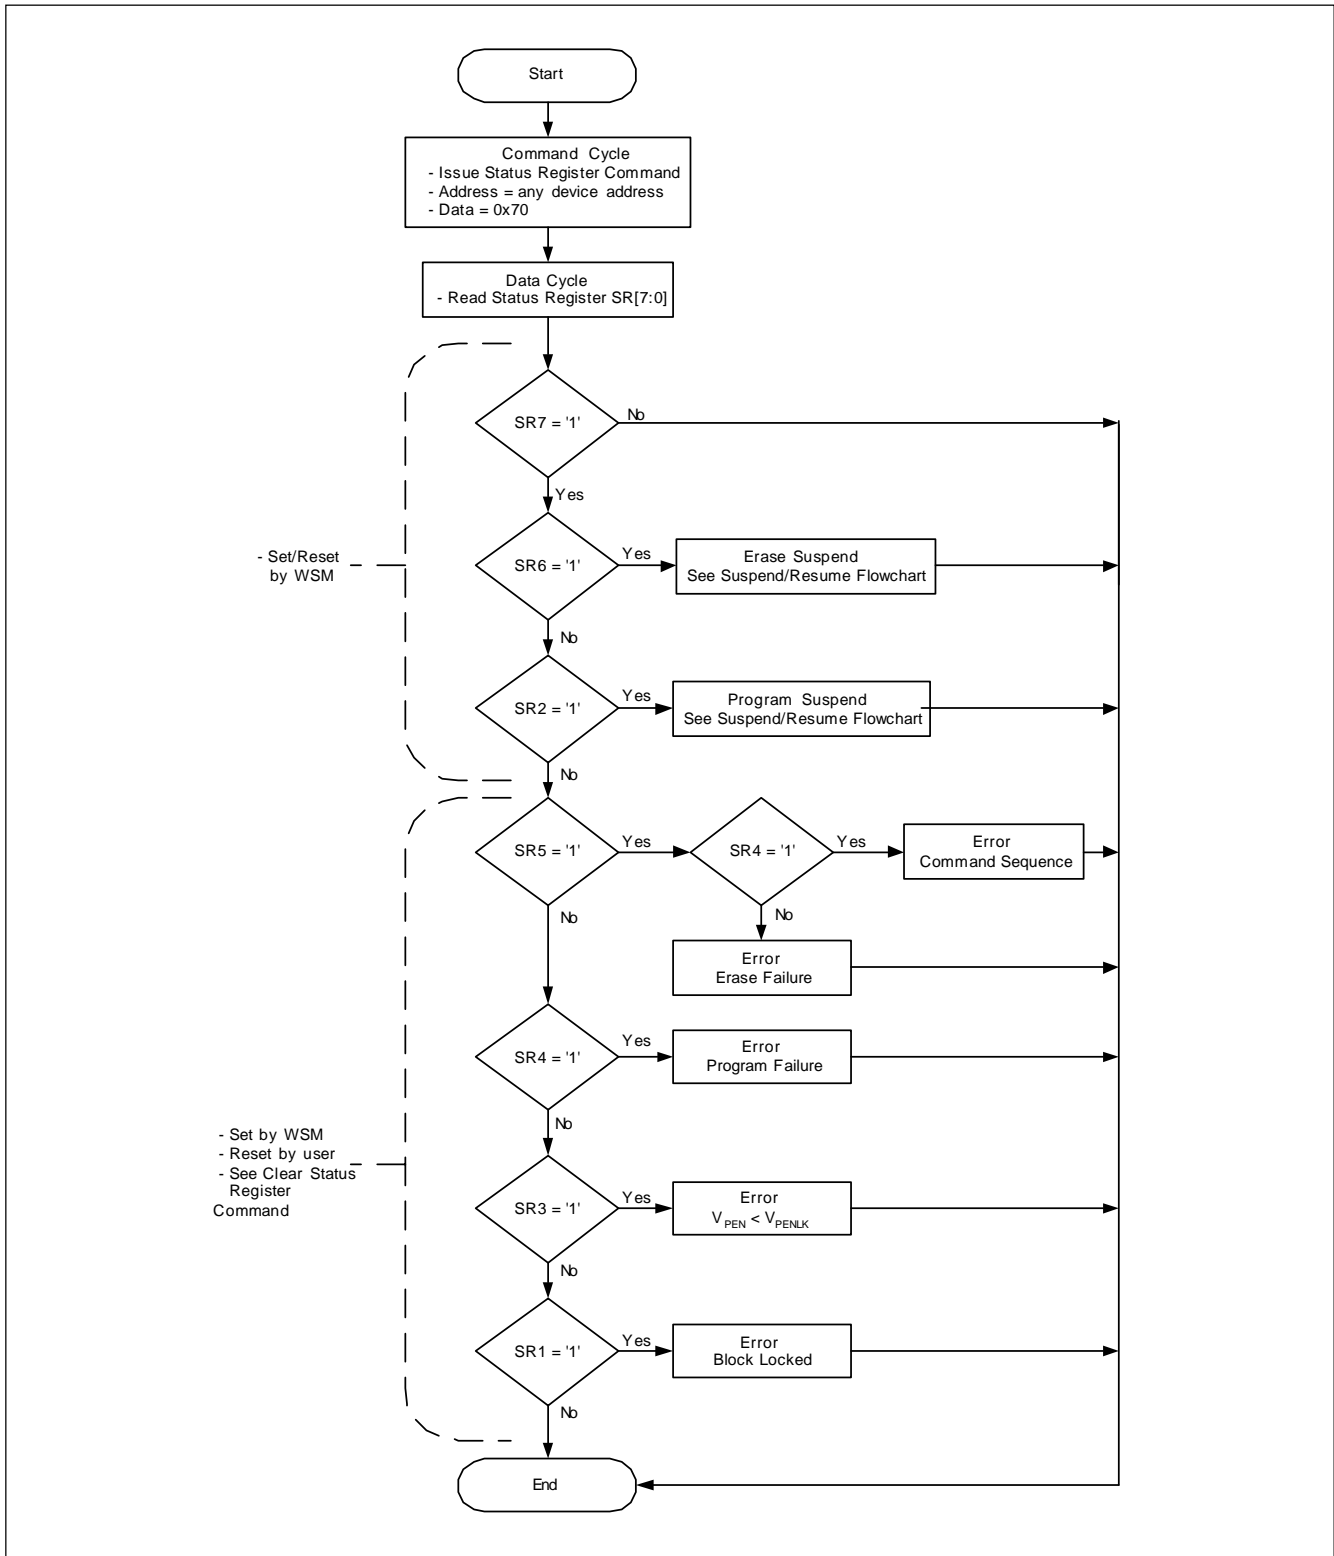 Start
Command Cycle
- Issue Status Register Command
- Address = any device address
- Data = 0x70
Data Cycle
- Read Status Register SR[7:0]
SR7 = '1'
No
Yes
- Set/Reset
by WSM
SR6 = '1'
Yes
Erase Suspend
See Suspend/Resume Flowchart
No
SR2 = '1'
Yes
Program Suspend
See Suspend/Resume Flowchart
No
SR5 = '1'
Yes
SR4 = '1'
Yes
Error
Command Sequence
No
No
Error
Erase Failure
SR4 = '1'
Yes
Error
Program Failure
No
- Set by WSM
- Reset by user
- See Clear Status
Register
Command
SR3 = '1'
Yes
Error
VPEN < VPENLK
No
SR1 = '1'
Yes
Error
Block Locked
No
End